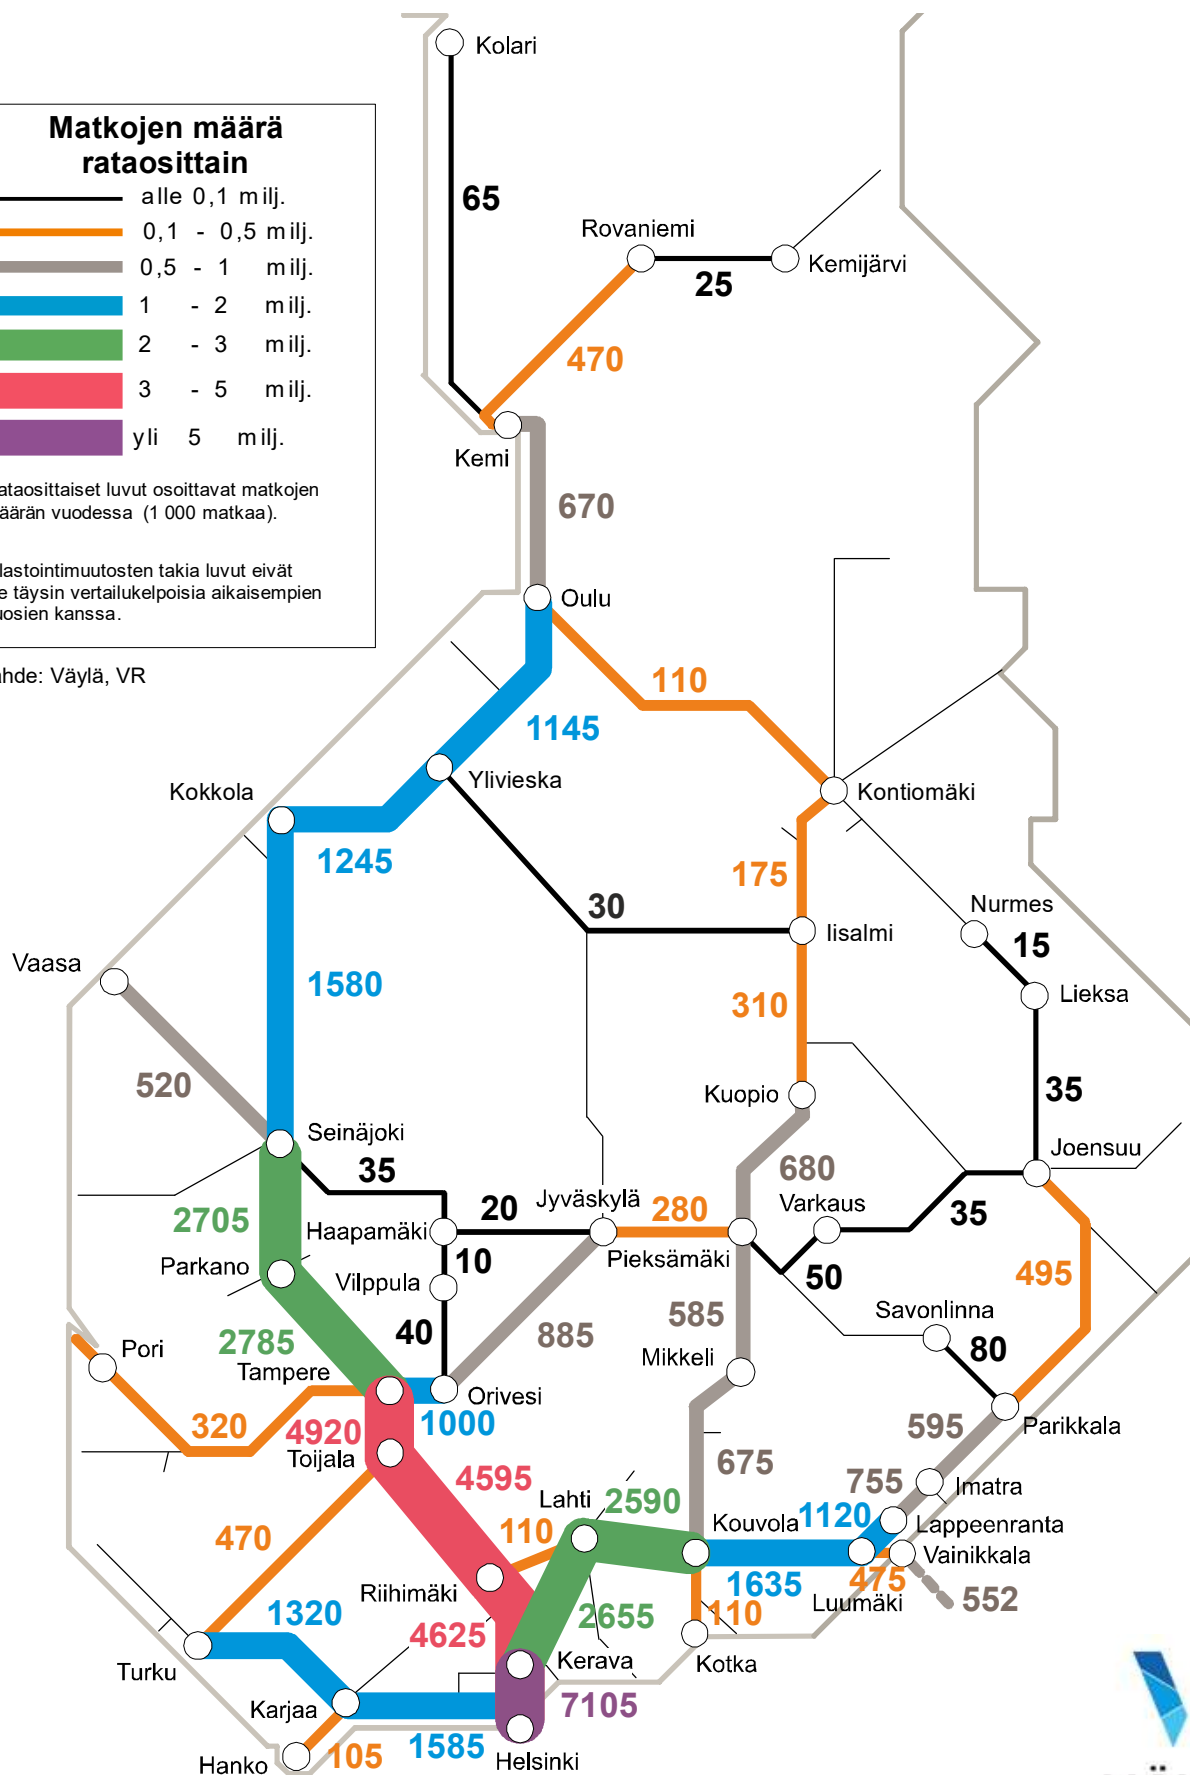 Kolari
Matkojen määrä
rataosittain
alle 0,1 milj.
0,1 - 0,5 milj.
0,5 - 1 milj.
1 - 2 milj.
2 - 3 milj.
3 - 5 milj.
yli 5 milj.
ataosittaiset luvut osoittavat matkojen
äärän vuodessa (1 000 matkaa).
lastointimuutosten takia luvut eivät
e täysin vertailukelpoisia aikaisempien
uosien kanssa.
ähde: Väylä, VR
65
Rovaniemi
Kemijärvi
25
470
Kemi
670
Oulu
110
1145
Ylivieska
Kokkola
Kontiomäki
1245
175
30
Nurmes
Iisalmi
15
Vaasa
1580
310
Lieksa
520
Kuopio
35
Seinäjoki
Joensuu
35
680
2705
20
Jyväskylä
280
Varkaus
35
Haapamäki
Pieksämäki
10
Parkano
Vilppula
50
495
Savonlinna
40
885
585
2785
Pori
Mikkeli
80
Tampere
Orivesi
320
4920
1000
595
Parikkala
Toijala
675
755
4595
Imatra
Lahti
2590
Kouvola
1120
Lappeenranta
470
110
Vainikkala
Riihimäki
1635
475
552
1320
2655
110
Luumäki
4625
Turku
Kerava
Kotka
Karjaa
7105
1585
Hanko
105
Helsinki